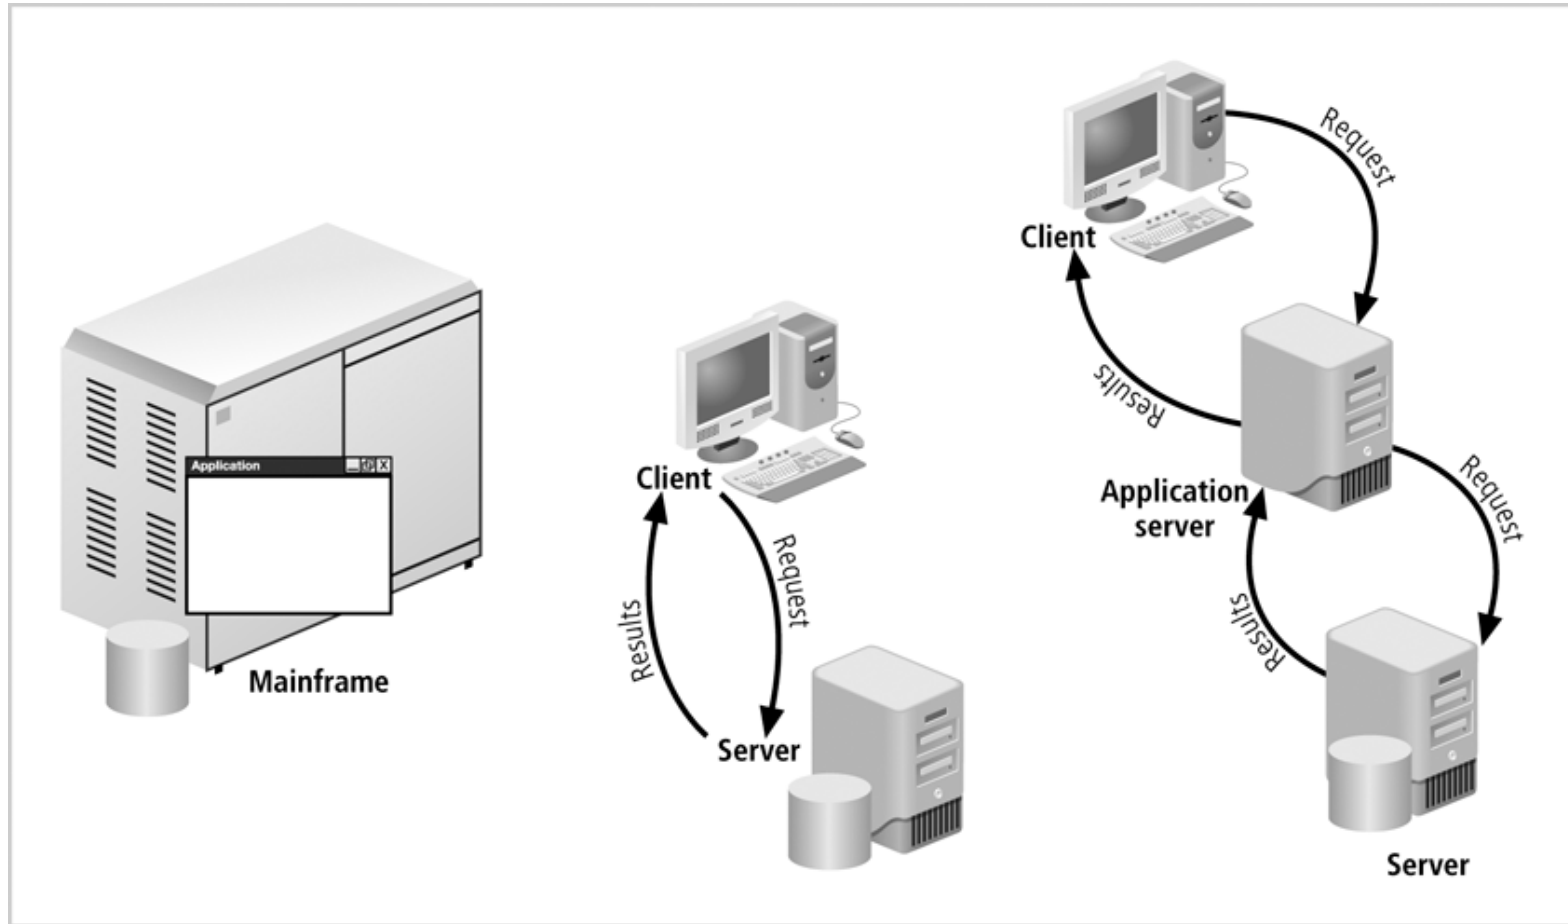 Application
Mainframe
Client
Request
Results
Server
Client
Request
Results
Application
server
Request
Results
Server